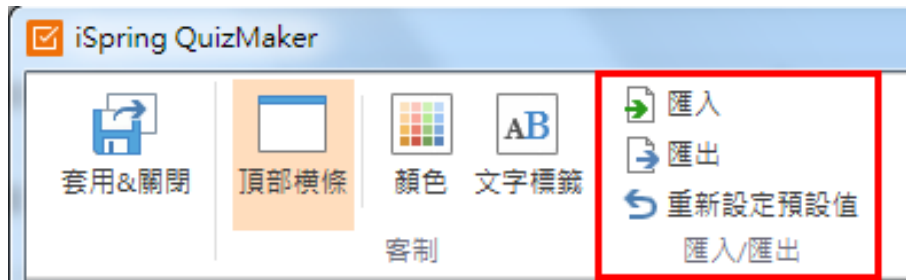 iSpring QuizMaker
套用&關閉
頂部橫條
顏色
AB
文字標籤
客制
匯入
匯出
重新設定預設值
匯入/匯出